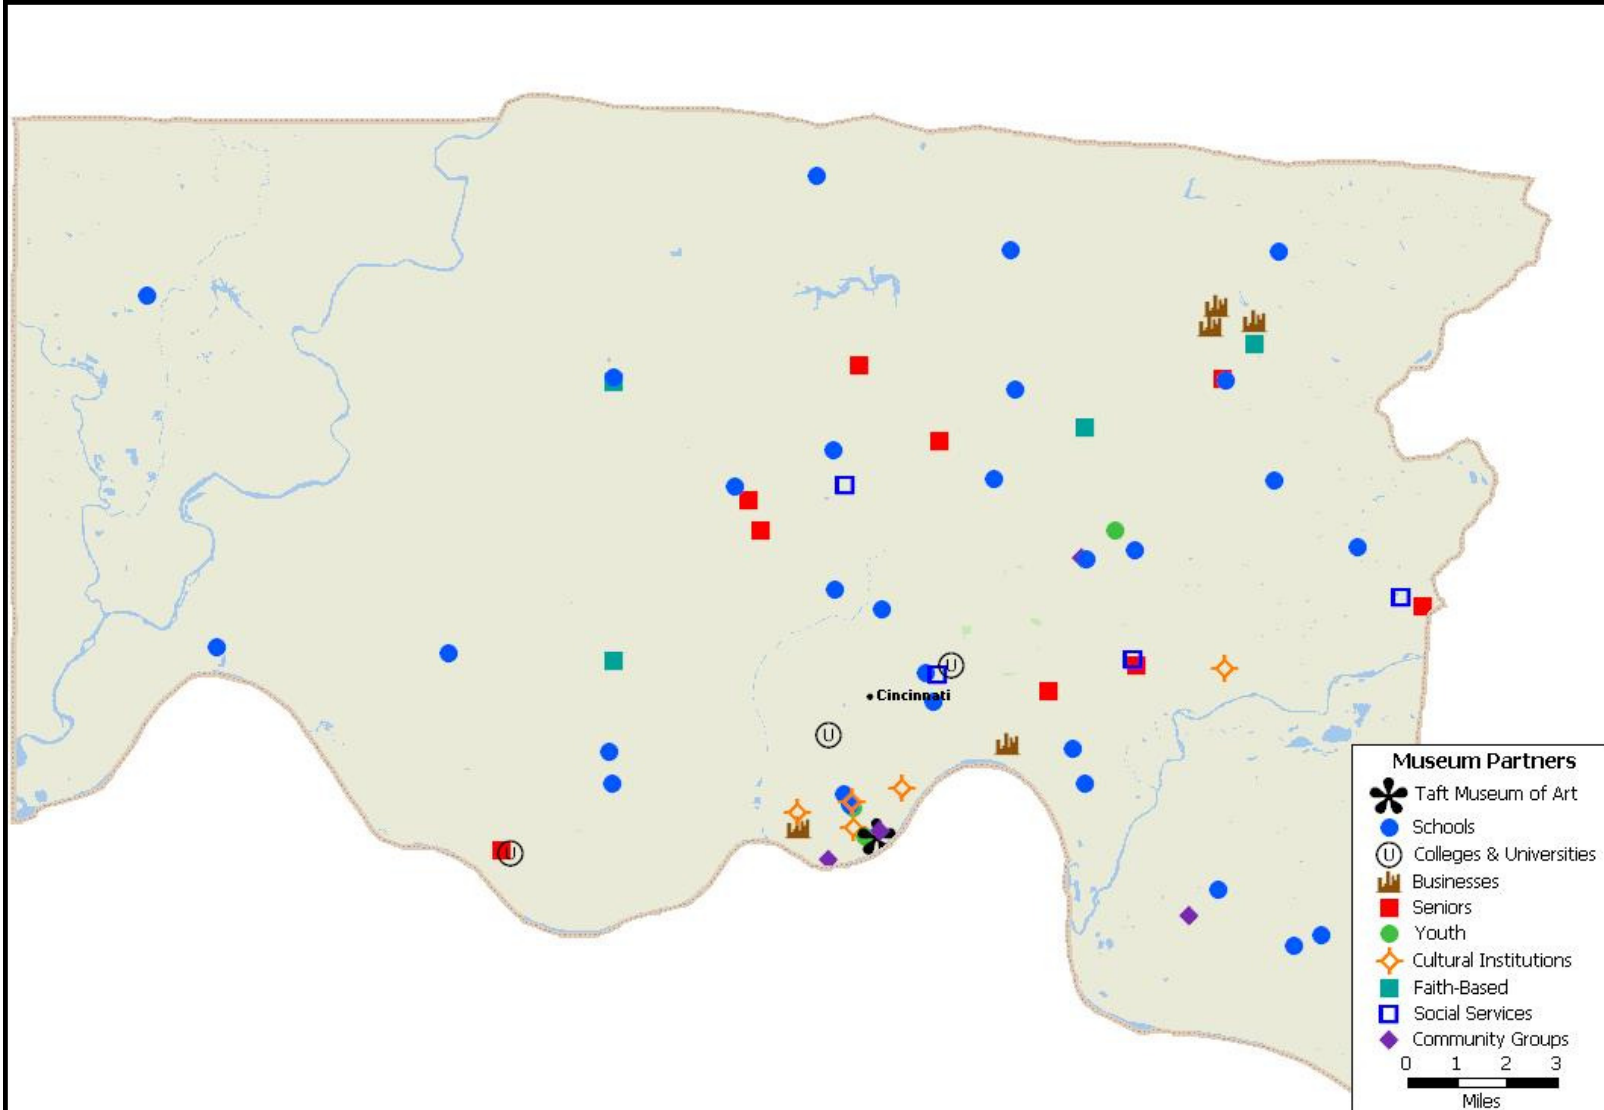 U
Cincinnati
U
U
Museum Partners
Taft Museum of Art
Schools
U Colleges & Universities
Businesses
Seniors
Youth
Cultural Institutions
Faith-Based
Social Services
Community Groups
0 1 2 3
Miles